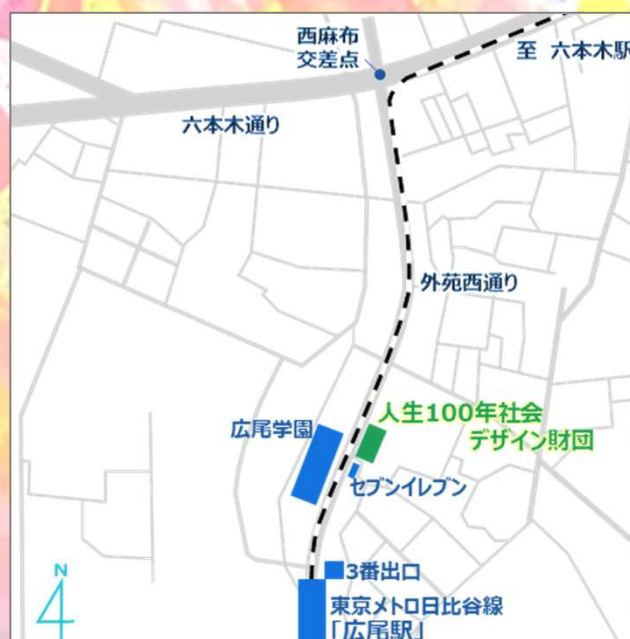 西麻布
交差点
至 六本木駅
六本木通り
外苑西通り
人生100年社会
デザイン財団
広尾学園
セブンイレブン
3番出口
東京メトロ日比谷線
「広尾駅」
N